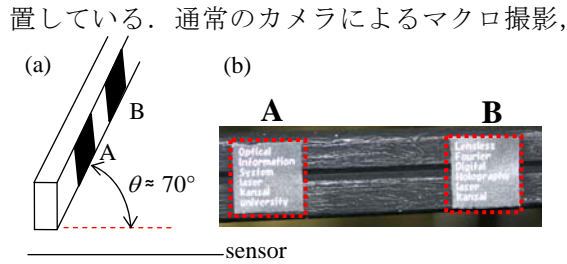 置している．通常のカメラによるマクロ撮影，
(a)
(b)
A
B
B
A
θ≈ 70°
sensor
Optical
Information
System
laser
Kansai
university
Lensless
Fourier
Digital
Holography
laser
Kansai